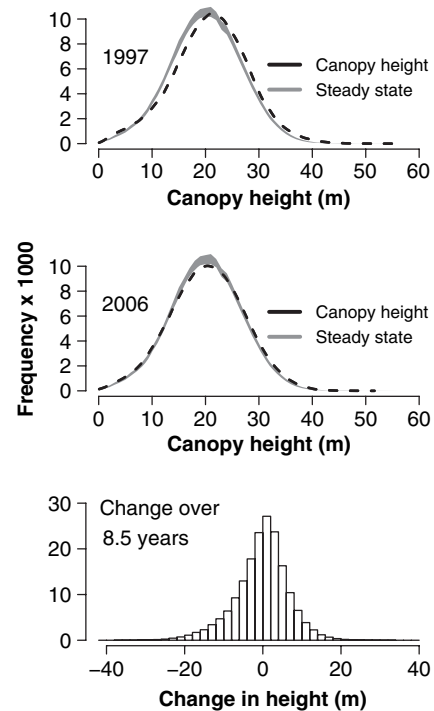 Frequency x 1000
10
8
6
4
2
0
1997
Canopy height
Steady state
0 10 20 30 40 50 60
Canopy height (m)
10
8
6
4
2
0
2006
Canopy height
Steady state
0 10 20 30 40 50 60
Canopy height (m)
30
20
10
0
Change over
8.5 years
−40 −20 0 20 40
Change in height (m)